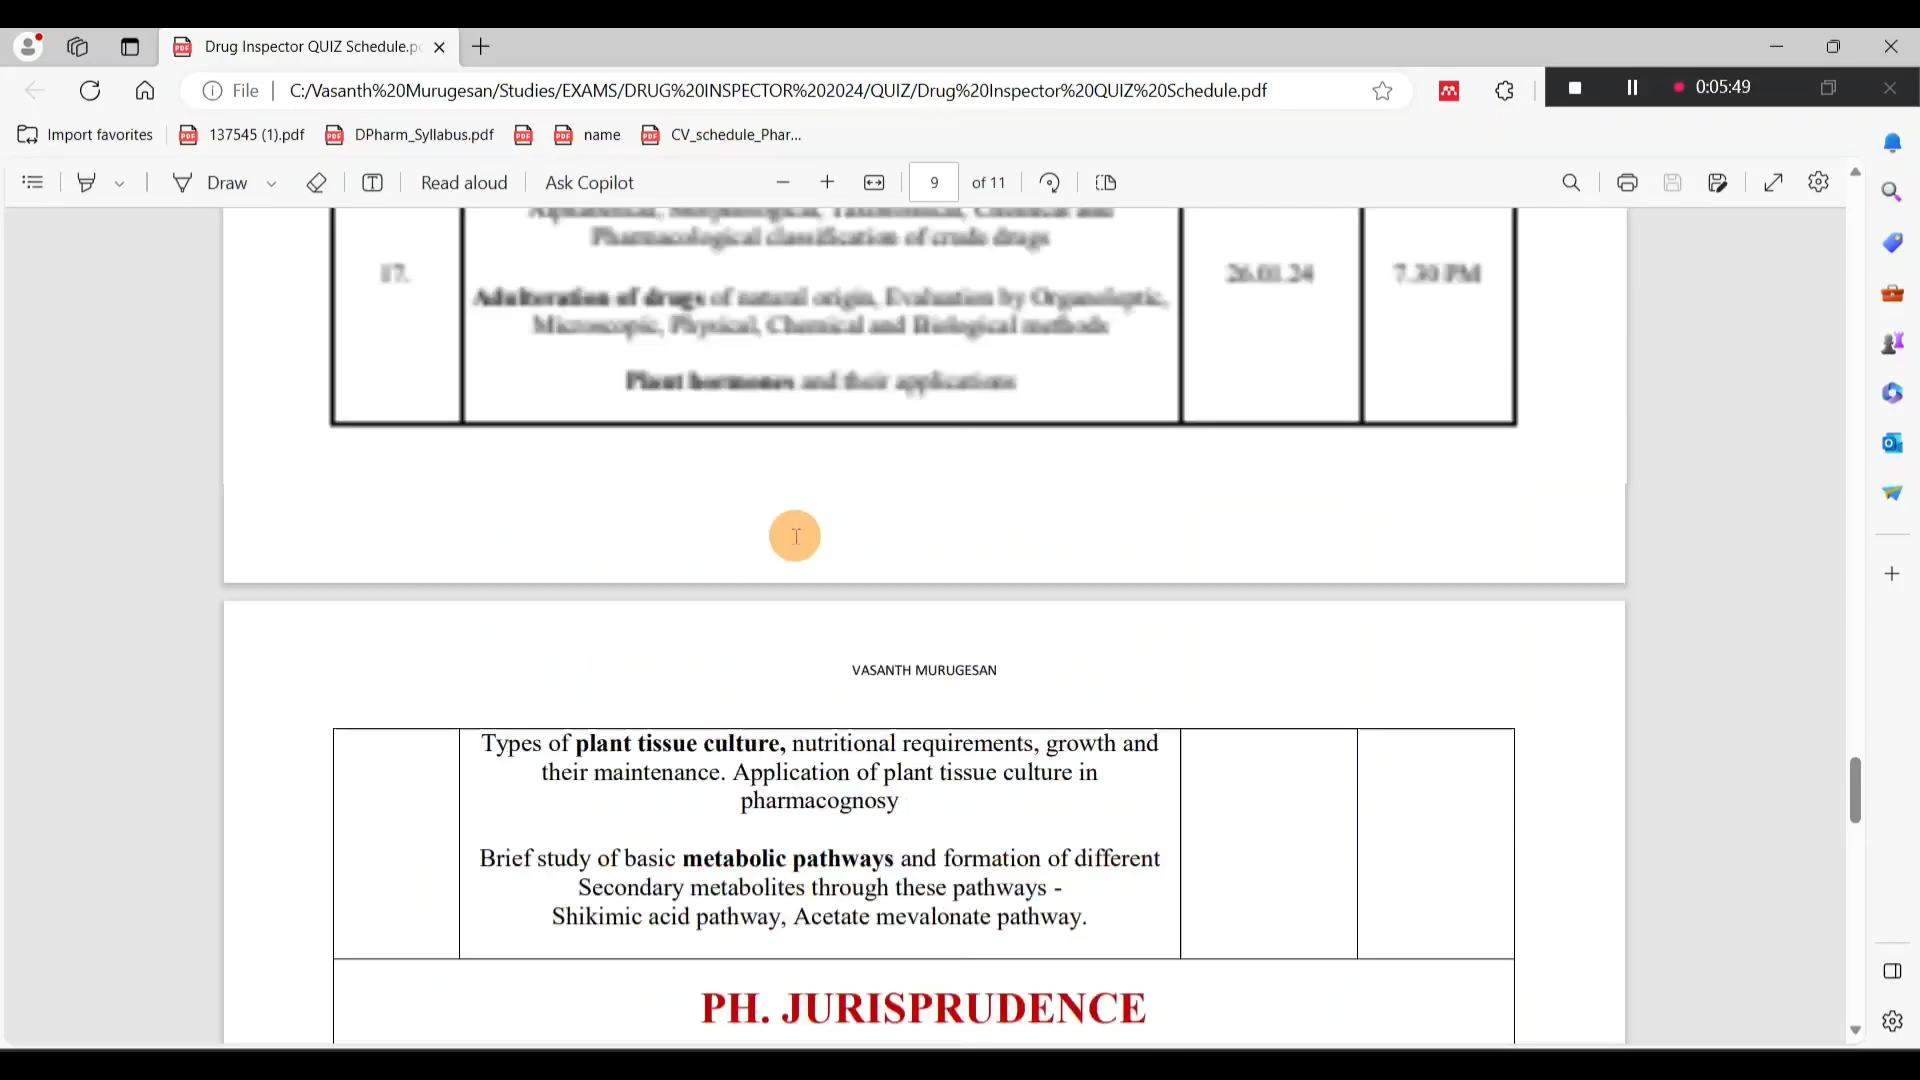 Drug Inspector QUIZ Schedule.p
File
C:/Vasanth%20Murugesan/Studies/EXAMS/DRUG%20INSPECTOR%202024/QUIZ/Drug%20Inspector%20QUIZ%20Schedule.pdf
0:05:49
Import favorites
137545 (1).pdf
DPharm_Syllabus.pdf
name
CV_schedule_Phar...
Draw
Read aloud
Ask Copilot
9
of 11
Alphabetical, Morphological, Taxonomical, Chemical and
Pharmacological classification of crude drugs
17.
26.01.24
7.30 PM
Adulteration of drugs of natural origin, Evaluation by Organoleptic,
Microscopic, Physical, Chemical and Biological methods
Plant hormones and their applications
VASANTH MURUGESAN
Types of plant tissue culture, nutritional requirements, growth and
their maintenance. Application of plant tissue culture in
pharmacognosy
Brief study of basic metabolic pathways and formation of different
Secondary metabolites through these pathways -
Shikimic acid pathway, Acetate mevalonate pathway.
PH. JURISPRUDENCE